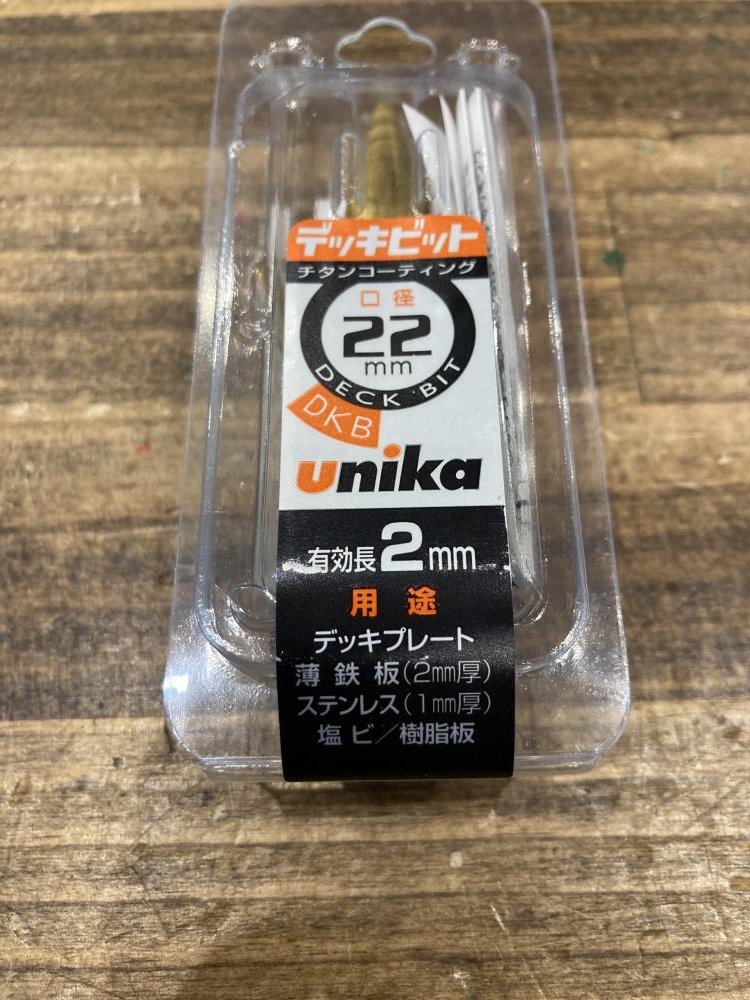 デッキビット
チタンコーティング
口径
22
mm
DECK BIT
DKB
unika
有効長2mm
用途
デッキプレート
薄鉄板(2mm厚)
ステンレス(1mm厚)
塩ビ/樹脂板